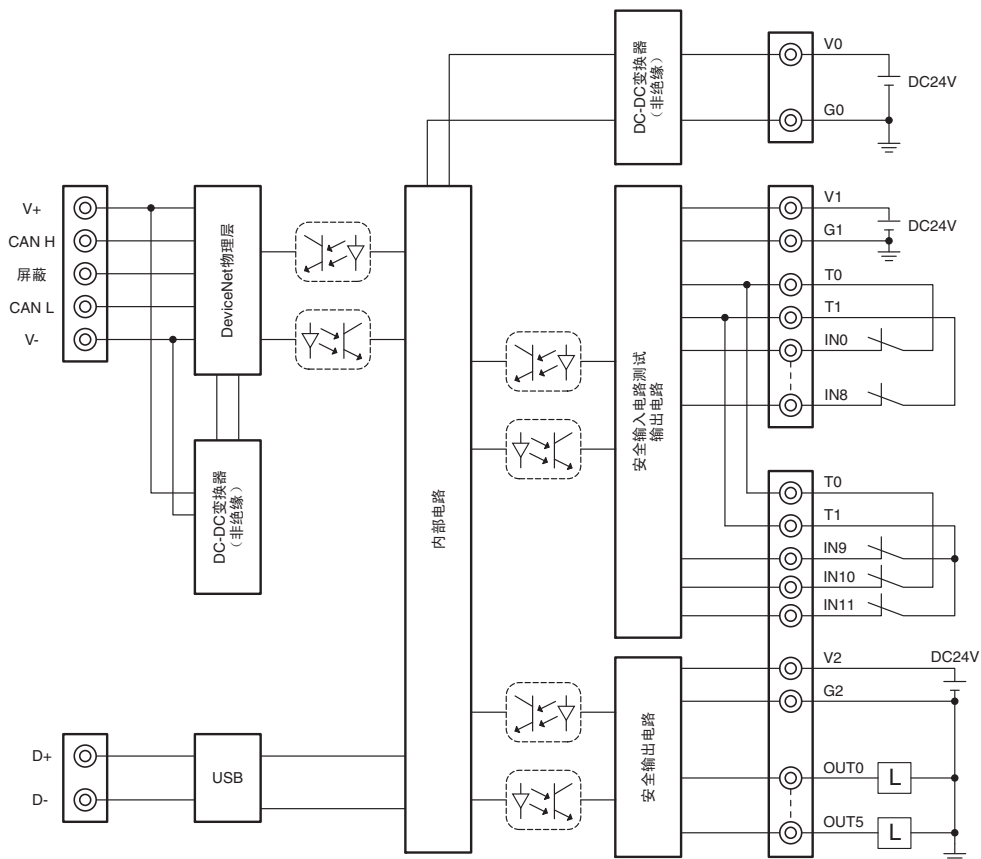 V0
DC24V
G0
DC-DC变换器
（非绝缘）
V+
CAN H
屏蔽
CAN L
V-
DeviceNet物理层
DC-DC变换器
（非绝缘）
内部电路
安全输入电路测试
输出电路
V1
DC24V
G1
T0
T1
IN0
IN8
T0
T1
IN9
IN10
IN11
V2
DC24V
G2
安全输出电路
OUT0
L
OUT5
L
D+
D-
USB